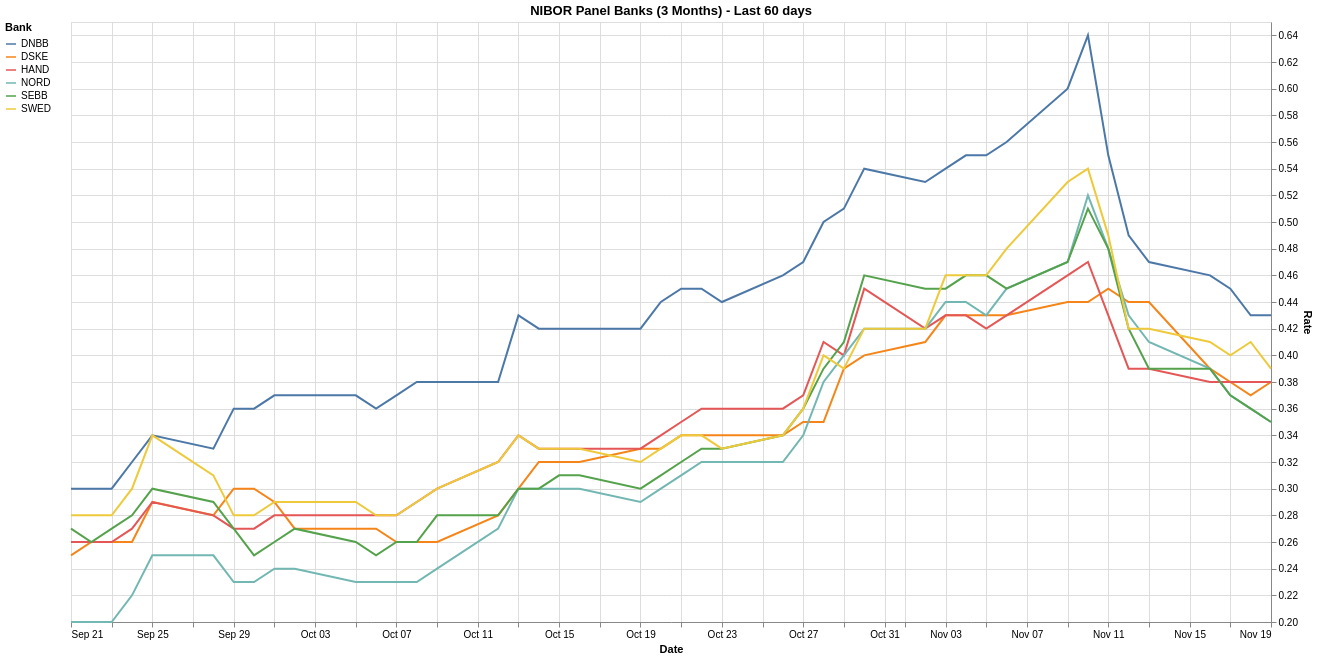 NIBOR Panel Banks (3 Months) - Last 60 days
Bank
DNBB
DSKE
HAND
NORD
SEBB
SWED
0.64
0.62
0.60
0.58
0.56
0.54
0.52
0.50
0.48
0.46
0.44
0.42
0.40
0.38
0.36
0.34
0.32
0.30
0.28
0.26
0.24
0.22
0.20
Rate
Sep 21 Sep 25 Sep 29 Oct 03 Oct 07 Oct 11 Oct 15 Oct 19 Oct 23 Oct 27 Oct 31 Nov 03 Nov 07 Nov 11 Nov 15 Nov 19
Date